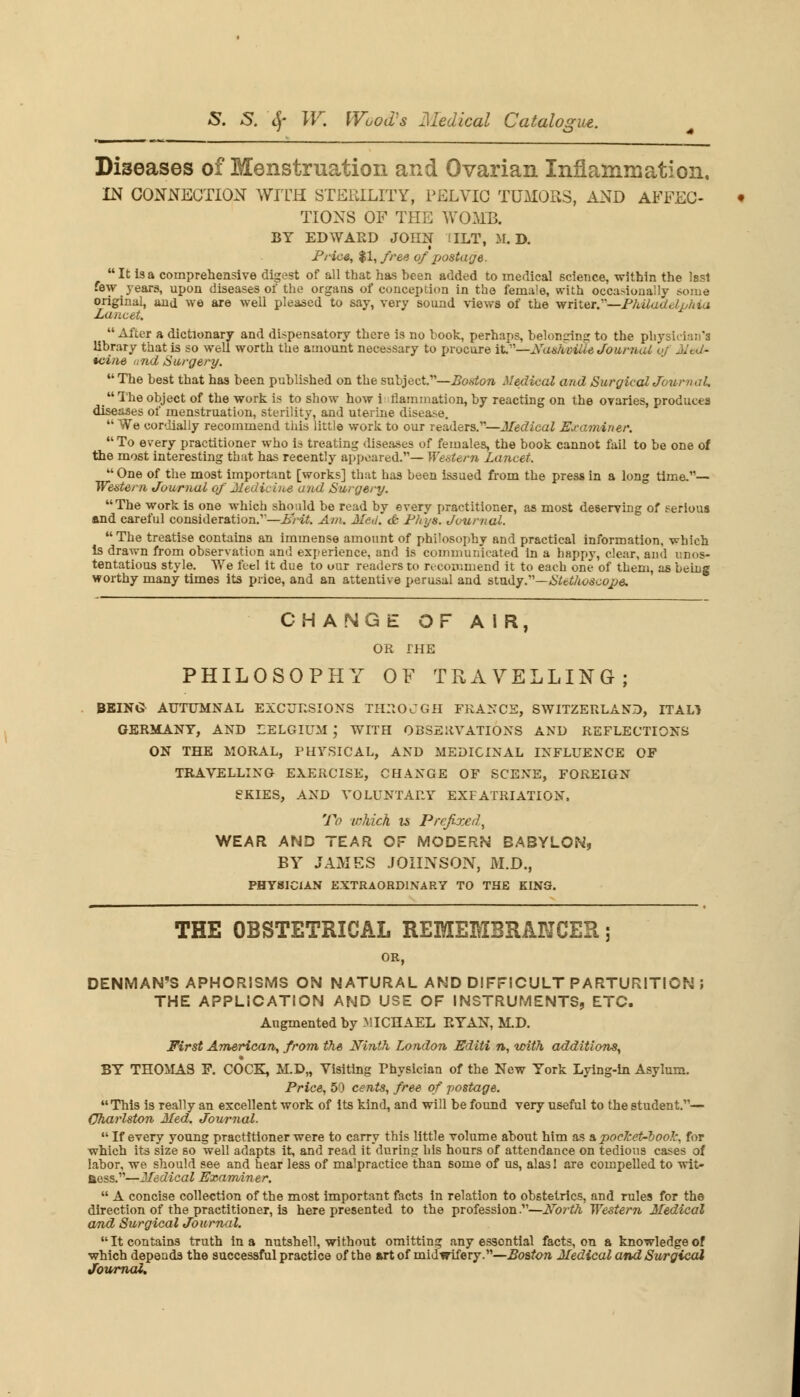 S. S. & W. Wood's Medical Catalogue.
Diseases of Menstruation and Ovarian Inflammation,
IN CONNECTION WITH STERILITY, PELVIC TUMORS, AND AFFEC-
TIONS OF THE WOMB.
BY EDWARD JOHN TILT, M. D.
Price, $1, free of postage.
"It is a comprehensive digest of all that has been added to medical science, within the last
few years, upon diseases of the organs of conception in the female, with occasionally some
original, and we are well pleased to say, very sound views of the writer."—Philadelphia
Lancet.
"After a dictionary and dispensatory there is no book, perhaps, belonging to the physician's
library that is so well worth the amount necessary to procure it."—Nashville Journal of Med-
icine and Surgery.
"The best that has been published on the subject."—Boston Medical and Surgical Journal.
"The object of the work is to show how inflammation, by reacting on the ovaries, produces
diseases of menstruation, sterility, and uterine disease.
"We cordially recommend this little work to our readers."—Medical Examiner.
"To every practitioner who is treating diseases of females, the book cannot fail to be one of
the most interesting that has recently appeared."—Western Lancet.
"One of the most important [works] that has been issued from the press in a long time."—
Western Journal of Medicine and Surgery.
"The work is one which should be read by every practitioner, as most deserving of serious
and careful consideration."—Brit. Am. Med. & Phys. Journal.
"The treatise contains an immense amount of philosophy and practical information, which
is drawn from observation and experience, and is communicated in a happy, clear, and unos-
tentatious style. We feel it due to our readers to recommend it to each one of them, as being
worthy many times its price, and an attentive perusal and study."—Stethoscope.
CHANGE OF AIR,
OR THE
PHILOSOPHY OF TRAVELLING;
BEING AUTUMNAL EXCURSIONS THROUGH FRANCE, SWITZERLAND, ITALY
GERMANY, AND BELGIUM; WITH OBSERVATIONS AND REFLECTIONS
ON THE MORAL, PHYSICAL, AND MEDICINAL INFLUENCE OF
TRAVELLING EXERCISE, CHANGE OF SCENE, FOREIGN
SKIES, AND VOLUNTARY EXPATRIATION.
To which is Prefixed,
WEAR AND TEAR OF MODERN BABYLON,
BY JAMES JOHNSON, M.D.,
PHYSICIAN EXTRAORDINARY TO THE KING.
THE OBSTETRICAL REMEMBRANCER;
OR,
DENMAN'S APHORISMS ON NATURAL AND DIFFICULT PARTURITION;
THE APPLICATION AND USE OF INSTRUMENTS, ETC.
Augmented by MICHAEL RYAN, M.D.
First American, from the Ninth London Editi n, with additions,
BY THOMAS F. COCK, M.D,, Visiting Physician of the New York Lying-in Asylum.
Price, 50 cents, free of postage.
"This is really an excellent work of its kind, and will be found very useful to the student."—
Charlston Med. Journal.
"If every young practitioner were to carry this little volume about him as a pocket-book, for
which its size so well adapts it, and read it during his hours of attendance on tedious cases of
labor, we should see and hear less of malpractice than some of us, alas! are compelled to wit-
ness."—Medical Examiner.
"A concise collection of the most important facts in relation to obstetrics, and rules for the
direction of the practitioner, is here presented to the profession."—North Western Medical
and Surgical Journal.
"It contains truth in a nutshell, without omitting any essential facts, on a knowledge of
which depends the successful practice of the art of midwifery."—Boston Medical and Surgical
Journal.